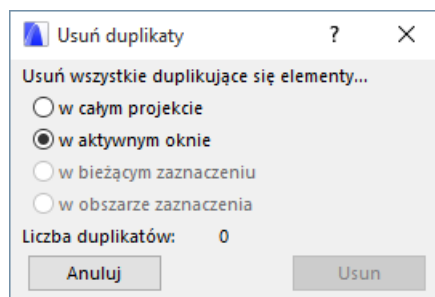 Usuń duplikaty
Usuń wszystkie duplikujące się elementy...
w całym projekcie
w aktywnym oknie
w bieżącym zaznaczeniu
w obszarze zaznaczenia
Liczba duplikatów: 0
Anuluj Usun